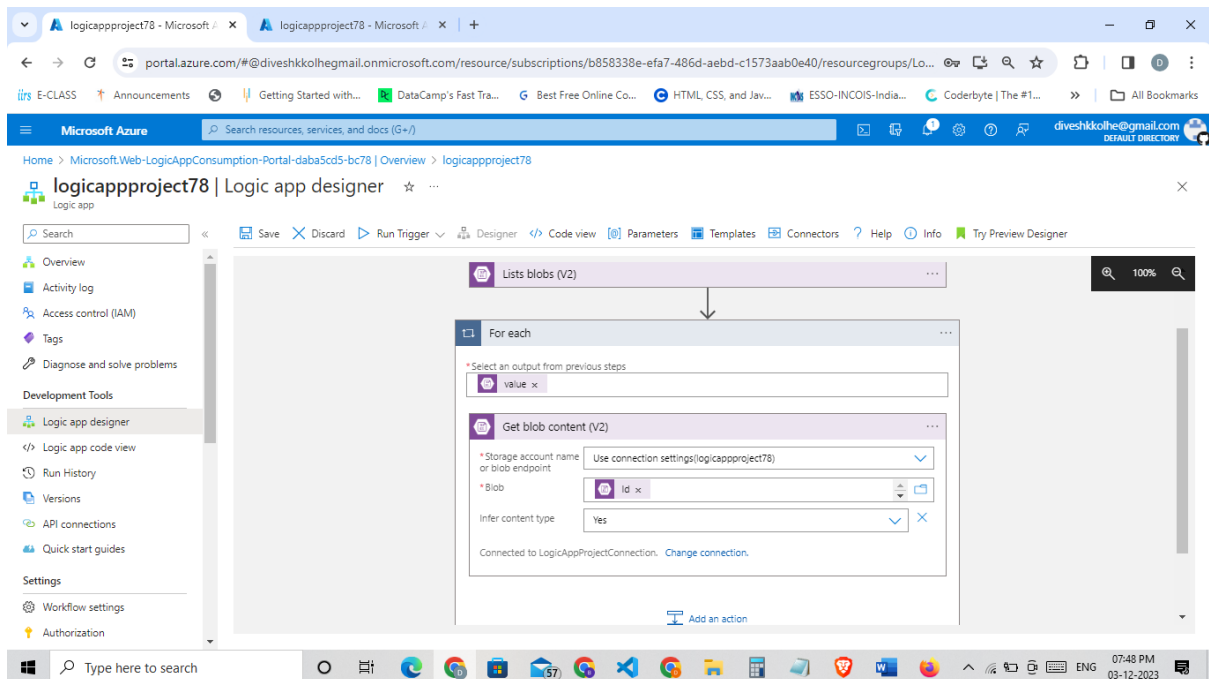 logicappproject78 - Microsoft A
logicappproject78 - Microsoft A
portal.azure.com/#@diveshkkolhegmail.onmicrosoft.com/resource/subscriptions/b858338e-efa7-486d-aebd-c1573aab0e40/resourcegroups/Lo...
D
iirs E-CLASS
Announcements
Getting Started with...
DataCamp's Fast Tra...
Best Free Online Co...
HTML, CSS, and Jav...
ESSO-INCOIS-India...
Coderbyte | The #1...
»
All Bookmarks
Microsoft Azure
Search resources, services, and docs (G+/)
1
diveshkkolhe@gmail.com
DEFAULT DIRECTORY
Home > Microsoft.Web-LogicAppConsumption-Portal-daba5cd5-bc78 | Overview > logicappproject78
logicappproject78 | Logic app designer
Logic app
Search
«
Save
Discard
Run Trigger
Designer
Code view
Parameters
Templates
Connectors
Help
Info
Try Preview Designer
Overview
Activity log
Access control (IAM)
Tags
Diagnose and solve problems
Development Tools
Logic app designer
Logic app code view
Run History
Versions
API connections
Quick start guides
Settings
Workflow settings
Authorization
Lists blobs (V2)
100%
For each
*Select an output from previous steps
value ×
Get blob content (V2)
*Storage account name
or blob endpoint
Use connection settings(logicappproject78)
*Blob
Id ×
Infer content type
Yes
Connected to LogicAppProjectConnection. Change connection.
Add an action
Type here to search
57
ENG
07:48 PM
03-12-2023